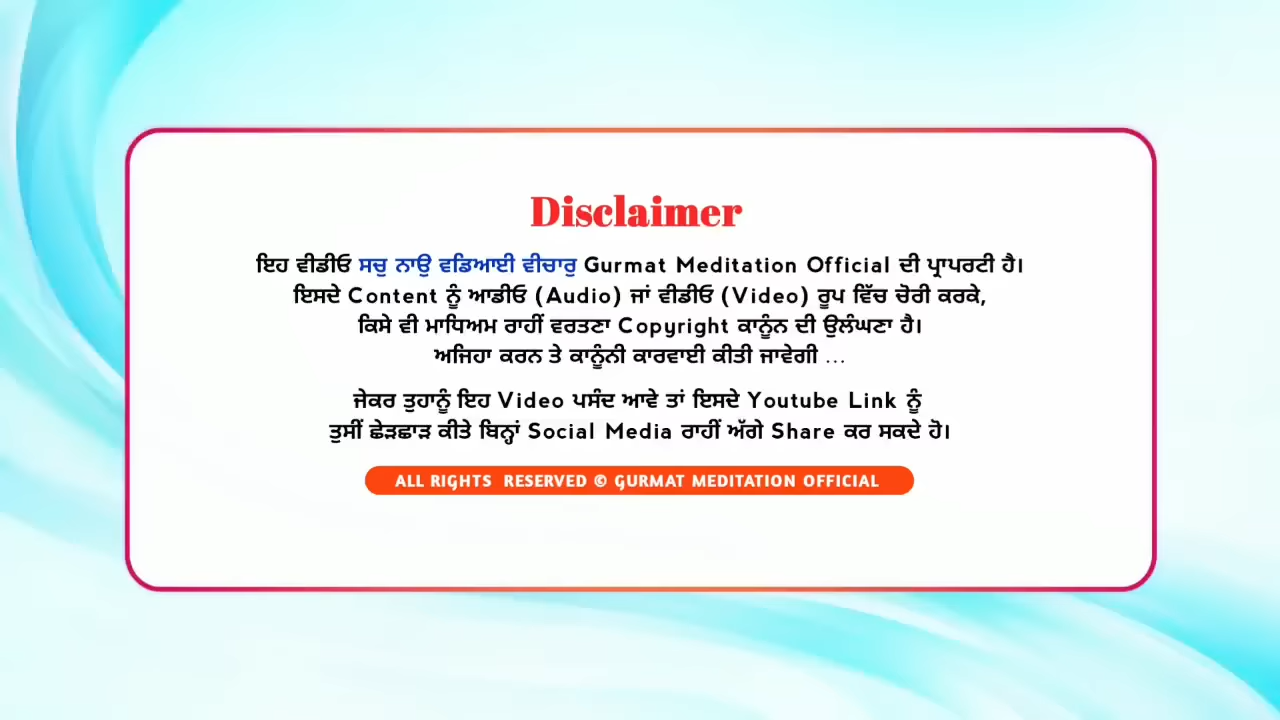 Disclaimer
ਇਹ ਵੀਡੀਓ ਸਚੁ ਨਾਉ ਵਡਿਆਈ ਵੀਚਾਰੁ Gurmat Meditation Official ਦੀ ਪ੍ਰਾਪਰਟੀ ਹੈ।
ਇਸਦੇ Content ਨੂੰ ਆਡੀਓ (Audio) ਜਾਂ ਵੀਡੀਓ (Video) ਰੂਪ ਵਿੱਚ ਚੋਰੀ ਕਰਕੇ,
ਕਿਸੇ ਵੀ ਮਾਧਿਅਮ ਰਾਹੀਂ ਵਰਤਣਾ Copyright ਕਾਨੂੰਨ ਦੀ ਉਲੰਘਣਾ ਹੈ।
ਅਜਿਹਾ ਕਰਨ ਤੇ ਕਾਨੂੰਨੀ ਕਾਰਵਾਈ ਕੀਤੀ ਜਾਵੇਗੀ ...
ਜੇਕਰ ਤੁਹਾਨੂੰ ਇਹ Video ਪਸੰਦ ਆਵੇ ਤਾਂ ਇਸਦੇ Youtube Link ਨੂੰ
ਤੁਸੀਂ ਛੇੜਛਾੜ ਕੀਤੇ ਬਿਨ੍ਹਾਂ Social Media ਰਾਹੀਂ ਅੱਗੇ Share ਕਰ ਸਕਦੇ ਹੋ।
ALL RIGHTS RESERVED © GURMAT MEDITATION OFFICIAL